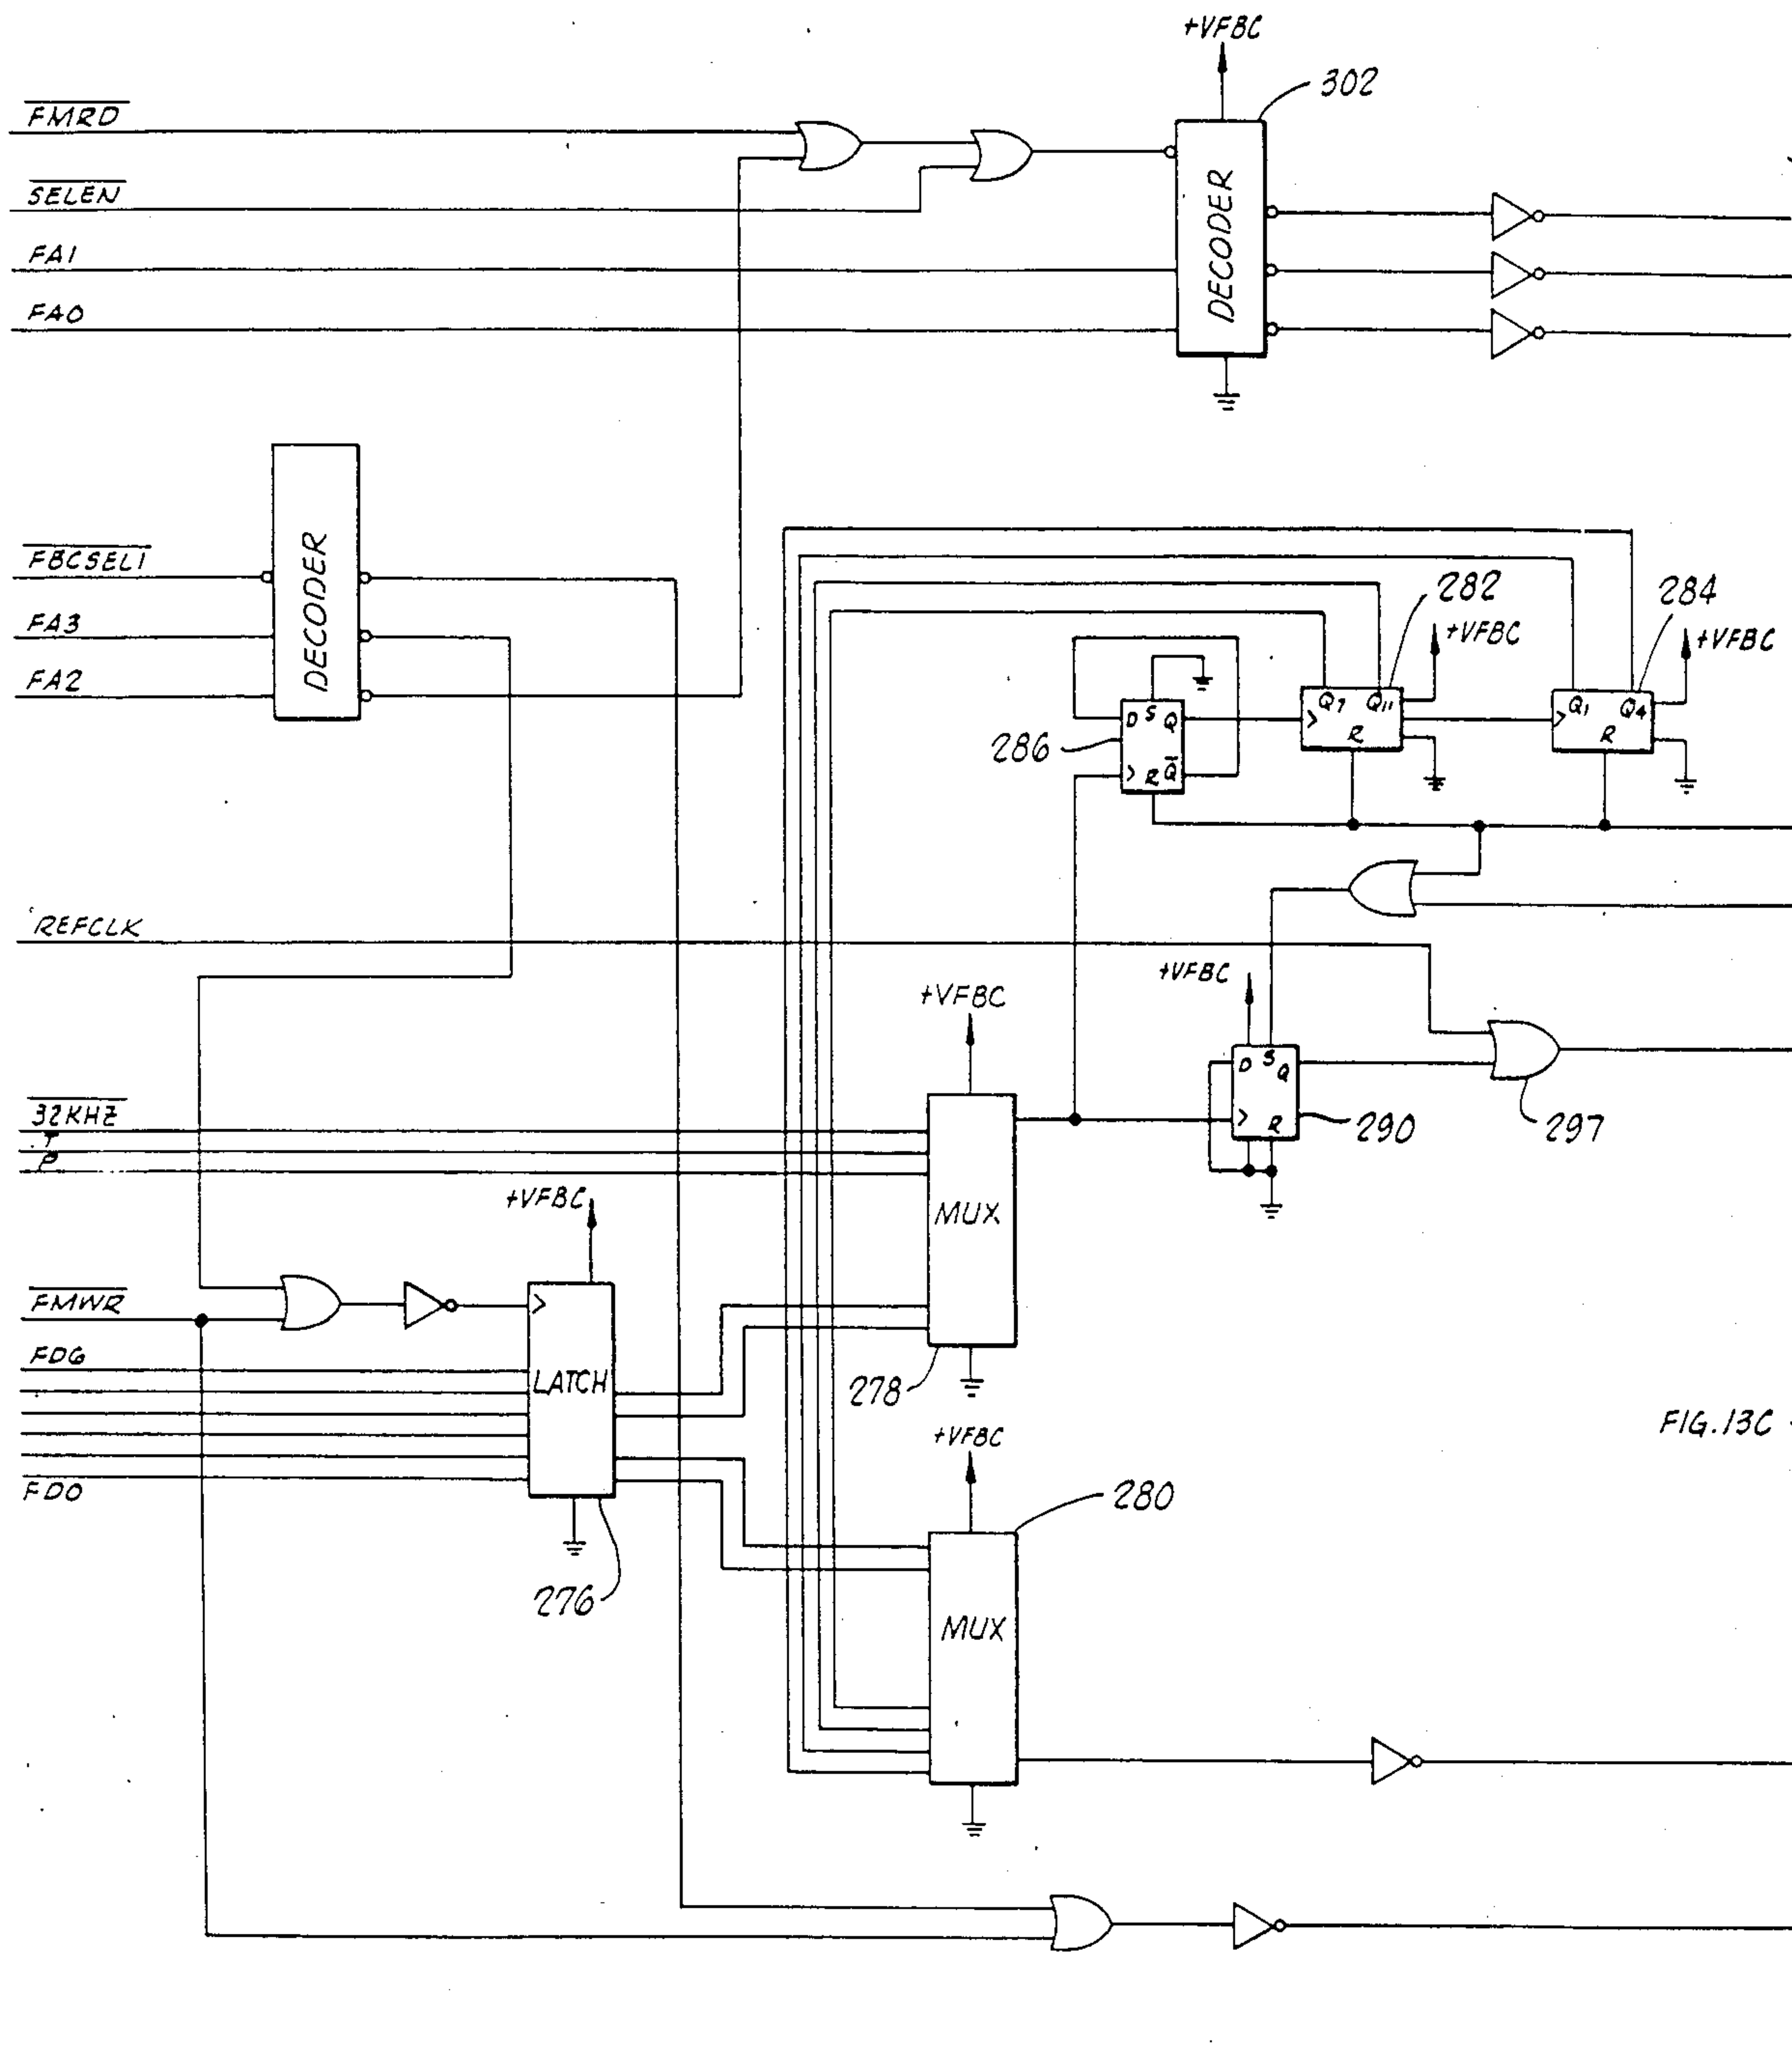 +VFBC
302
FMRD
SELEN
FA1
FA0
DECODER
FBCSEL1
FA3
FA2
DECODER
282
284
+VFBC
+VFBC
286
D S Q
R Q
Q7 Q11
R
Q1 Q4
R
REFCLK
+VFBC
+VFBC
D S Q
R
290
297
32KHZ
T
P
MUX
278
+VFBC
FMWR
FD6
LATCH
FD0
276
FIG.13C
+VFBC
280
MUX